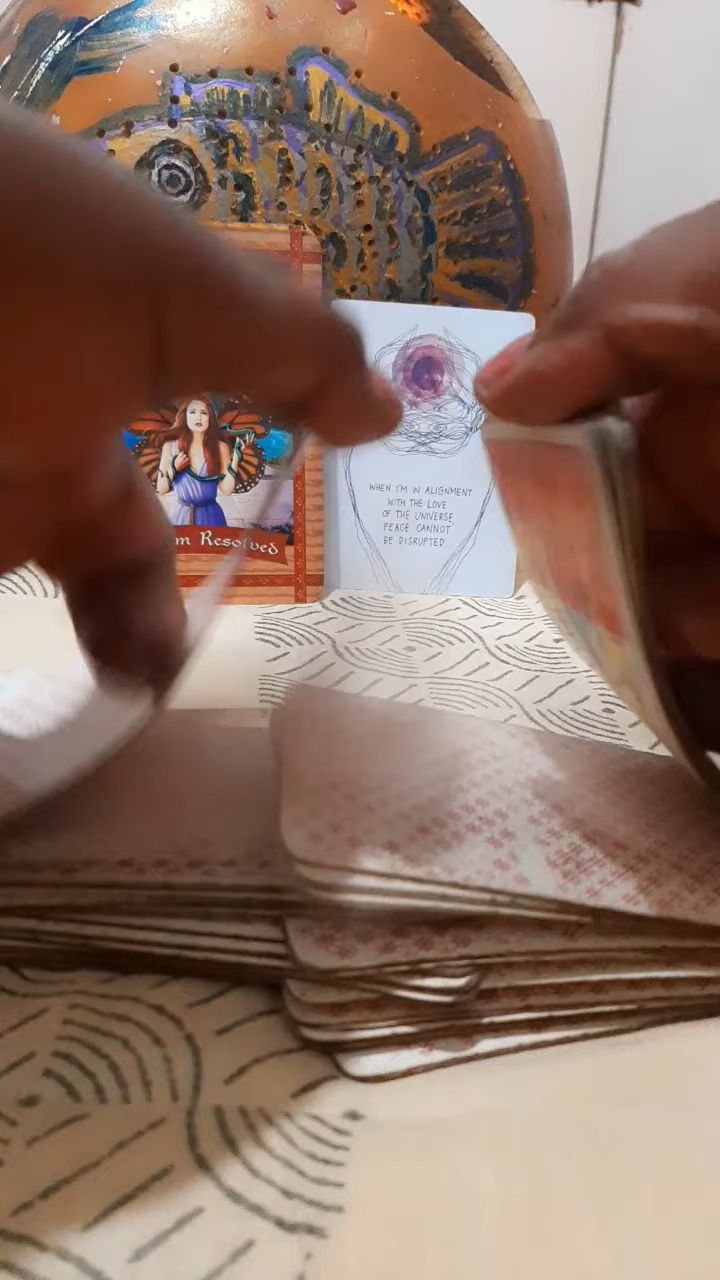 m Resolved
WHEN I'M IN ALIGNMENT
WITH THE LOVE
OF THE UNIVERSE,
PEACE CANNOT
BE DISRUPTED.